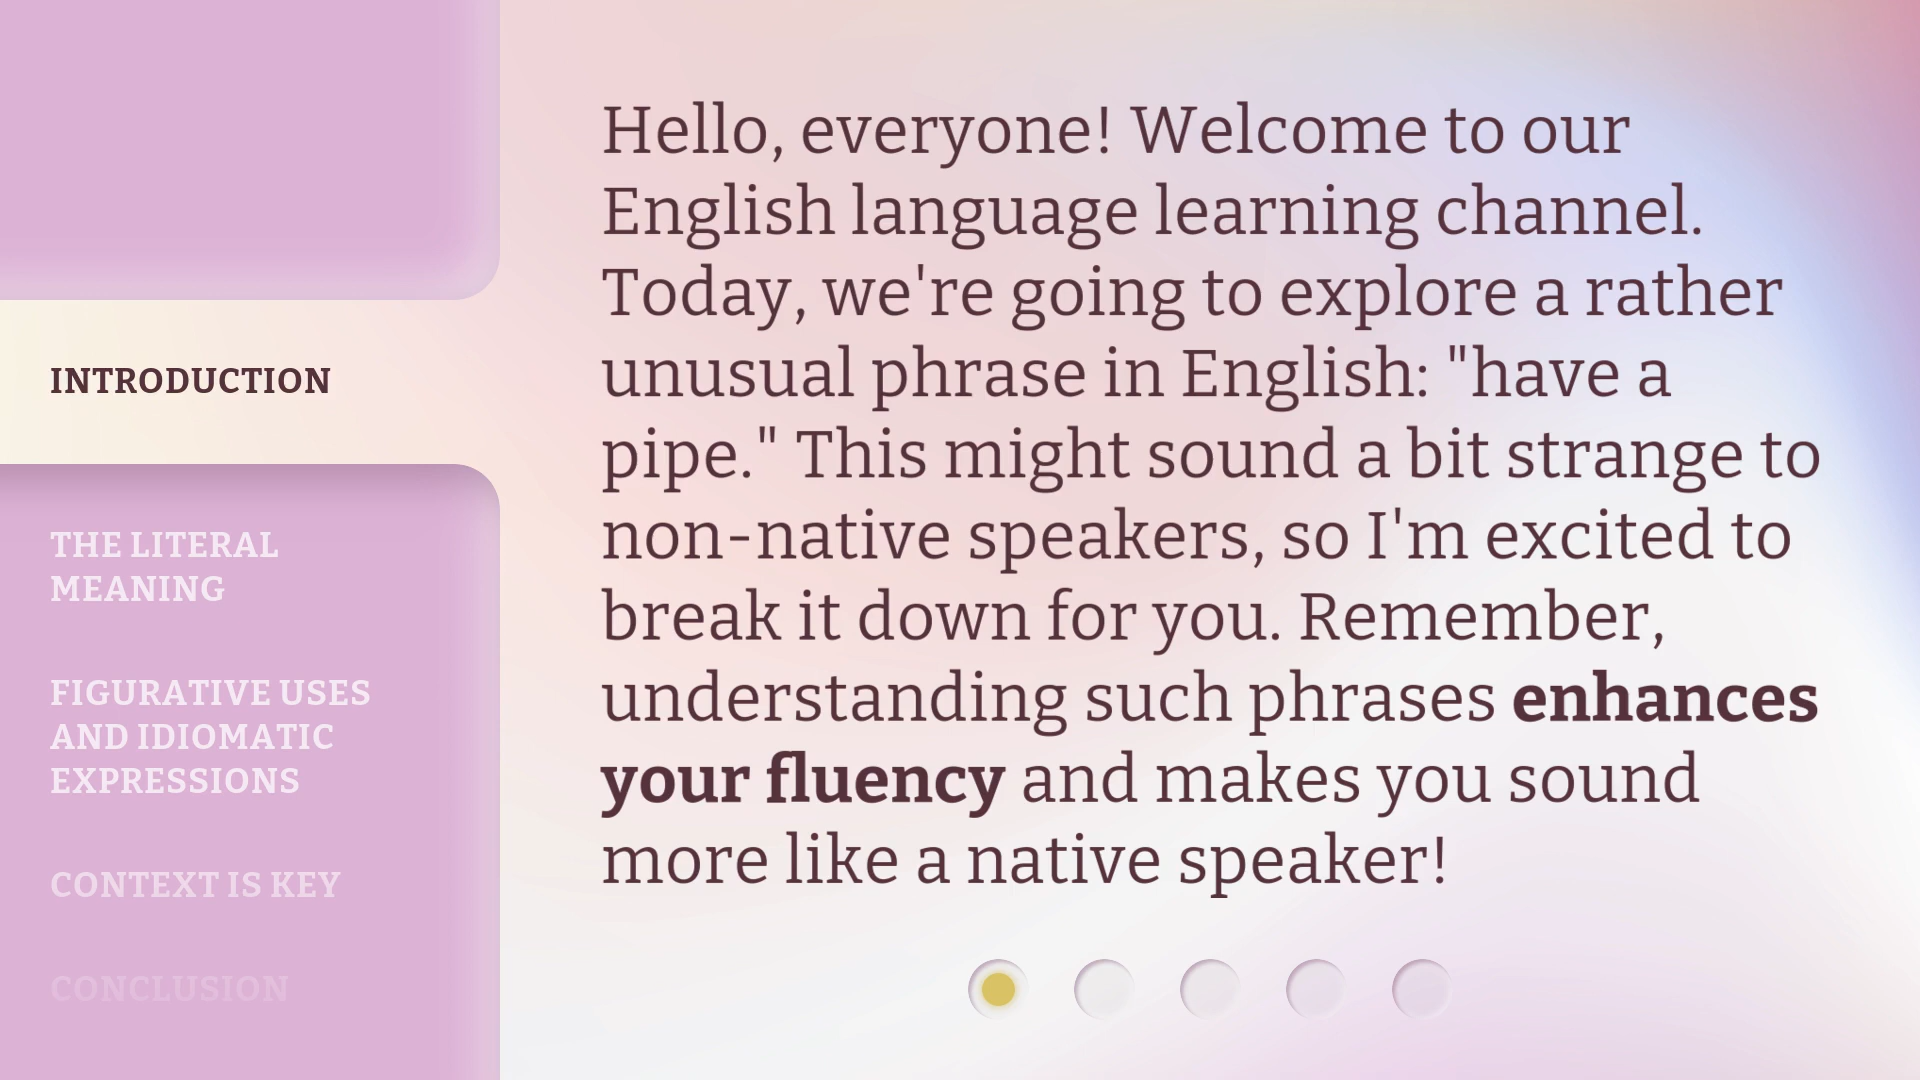 INTRODUCTION
THE LITERAL
MEANING
FIGURATIVE USES
AND IDIOMATIC
EXPRESSIONS
CONTEXT IS KEY
CONCLUSION
Hello, everyone! Welcome to our
English language learning channel.
Today, we're going to explore a rather
unusual phrase in English: "have a
pipe." This might sound a bit strange to
non-native speakers, so I'm excited to
break it down for you. Remember,
understanding such phrases enhances
your fluency and makes you sound
more like a native speaker!